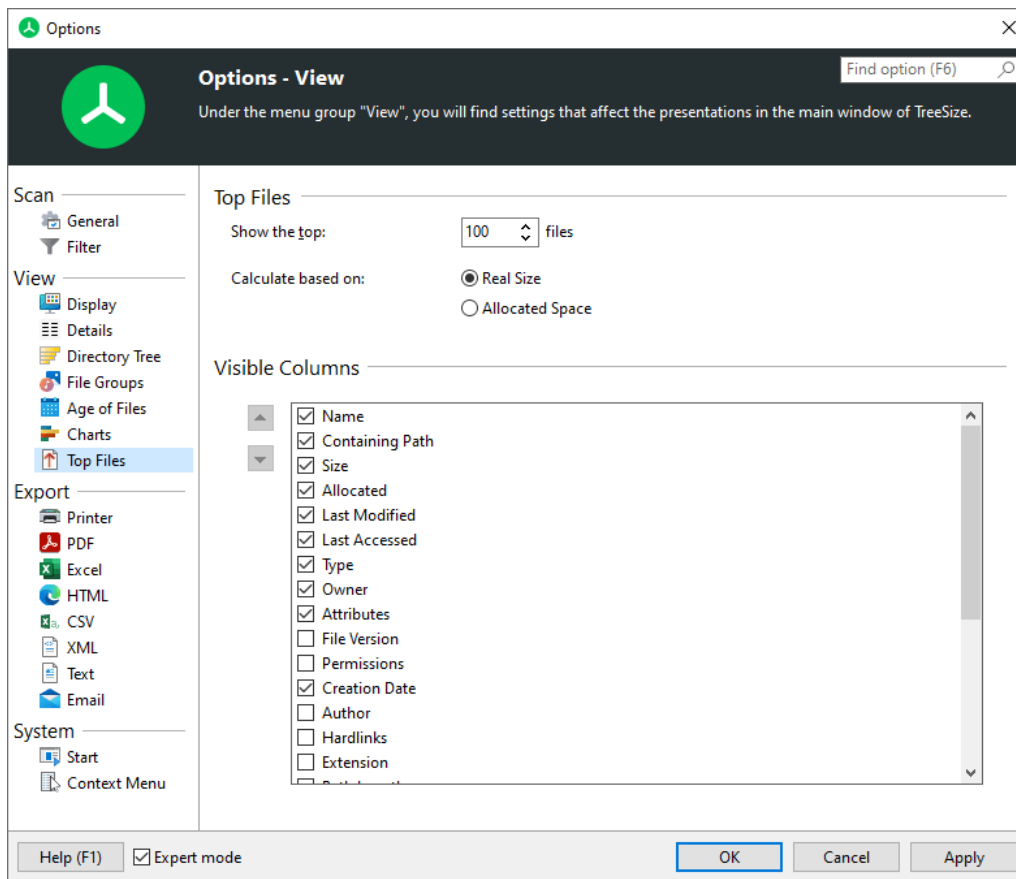 Options
Options - View
Find option (F6)
Under the menu group "View", you will find settings that affect the presentations in the main window of TreeSize.
Scan
General
Filter
View
Display
Details
Directory Tree
File Groups
Age of Files
Charts
Top Files
Export
Printer
PDF
Excel
HTML
CSV
XML
Text
Email
System
Start
Context Menu
Top Files
Show the top: 100 files
Calculate based on: Real Size
Allocated Space
Visible Columns
Name
Containing Path
Size
Allocated
Last Modified
Last Accessed
Type
Owner
Attributes
File Version
Permissions
Creation Date
Author
Hardlinks
Extension
Help (F1) Expert mode OK Cancel Apply